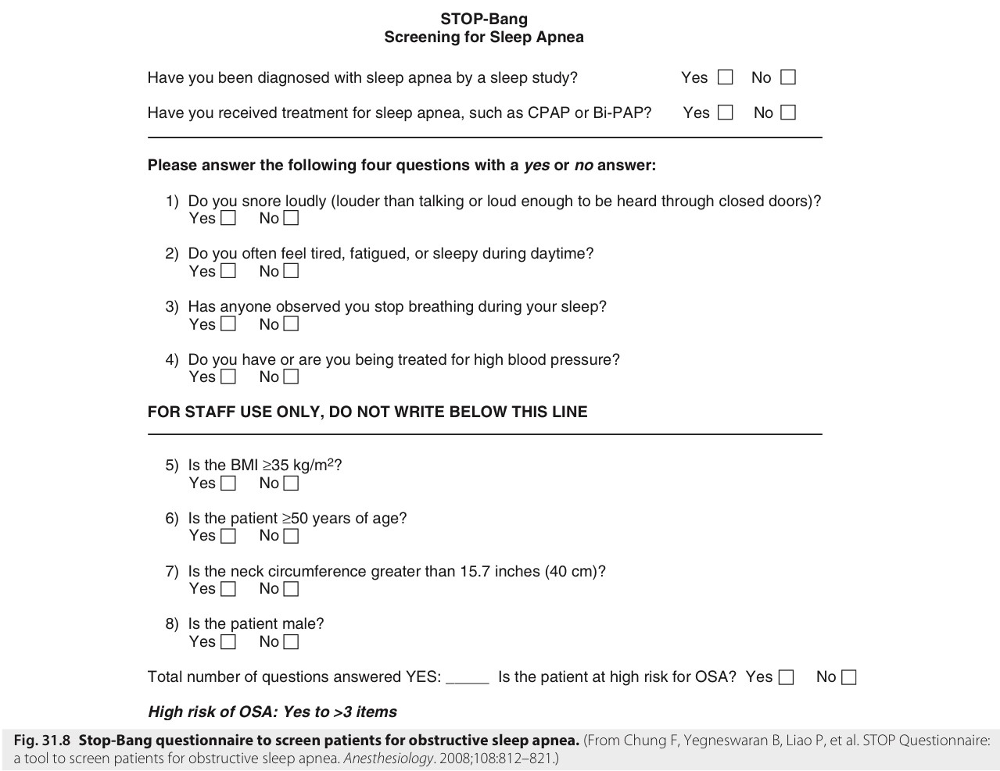 STOP-Bang
Screening for Sleep Apnea
Have you been diagnosed with sleep apnea by a sleep study? Yes No
Have you received treatment for sleep apnea, such as CPAP or Bi-PAP? Yes No
Please answer the following four questions with a yes or no answer:
1) Do you snore loudly (louder than talking or loud enough to be heard through closed doors)?
Yes No
2) Do you often feel tired, fatigued, or sleepy during daytime?
Yes No
3) Has anyone observed you stop breathing during your sleep?
Yes No
4) Do you have or are you being treated for high blood pressure?
Yes No
FOR STAFF USE ONLY, DO NOT WRITE BELOW THIS LINE
5) Is the BMI ≥35 kg/m²?
Yes No
6) Is the patient ≥50 years of age?
Yes No
7) Is the neck circumference greater than 15.7 inches (40 cm)?
Yes No
8) Is the patient male?
Yes No
Total number of questions answered YES: _____ Is the patient at high risk for OSA? Yes No
High risk of OSA: Yes to >3 items
Fig. 31.8 Stop-Bang questionnaire to screen patients for obstructive sleep apnea. (From Chung F, Yegneswaran B, Liao P, et al. STOP Questionnaire:
a tool to screen patients for obstructive sleep apnea. Anesthesiology. 2008;108:812–821.)